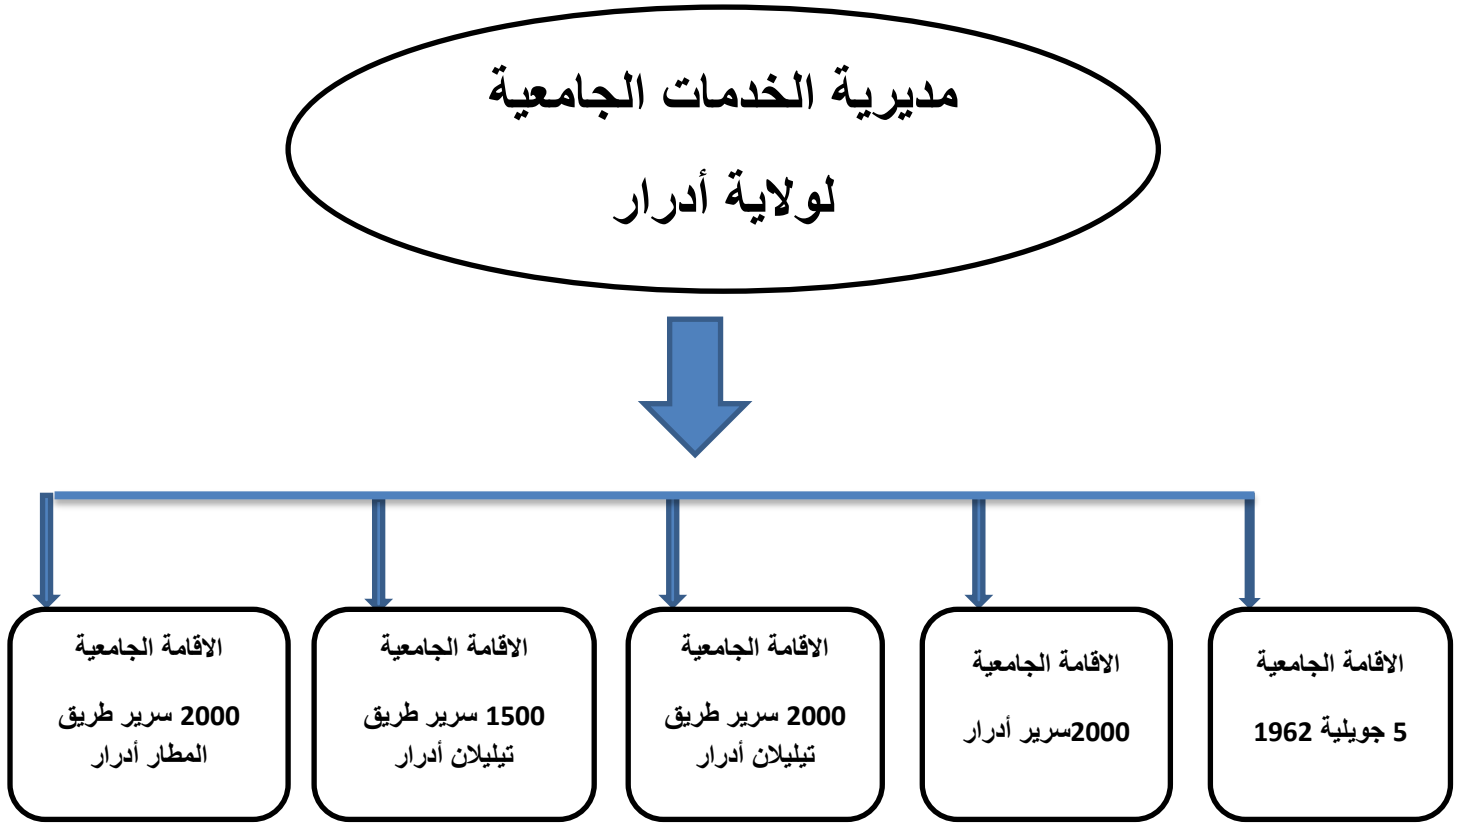 مديرية الخدمات الجامعية
لولاية أدرار
الاقامة الجامعية
5 جويلية 1962
الاقامة الجامعية
2000سرير أدرار
الاقامة الجامعية
2000 سرير طريق
تيليلان أدرار
الاقامة الجامعية
1500 سرير طريق
تيليلان أدرار
الاقامة الجامعية
2000 سرير طريق
المطار أدرار